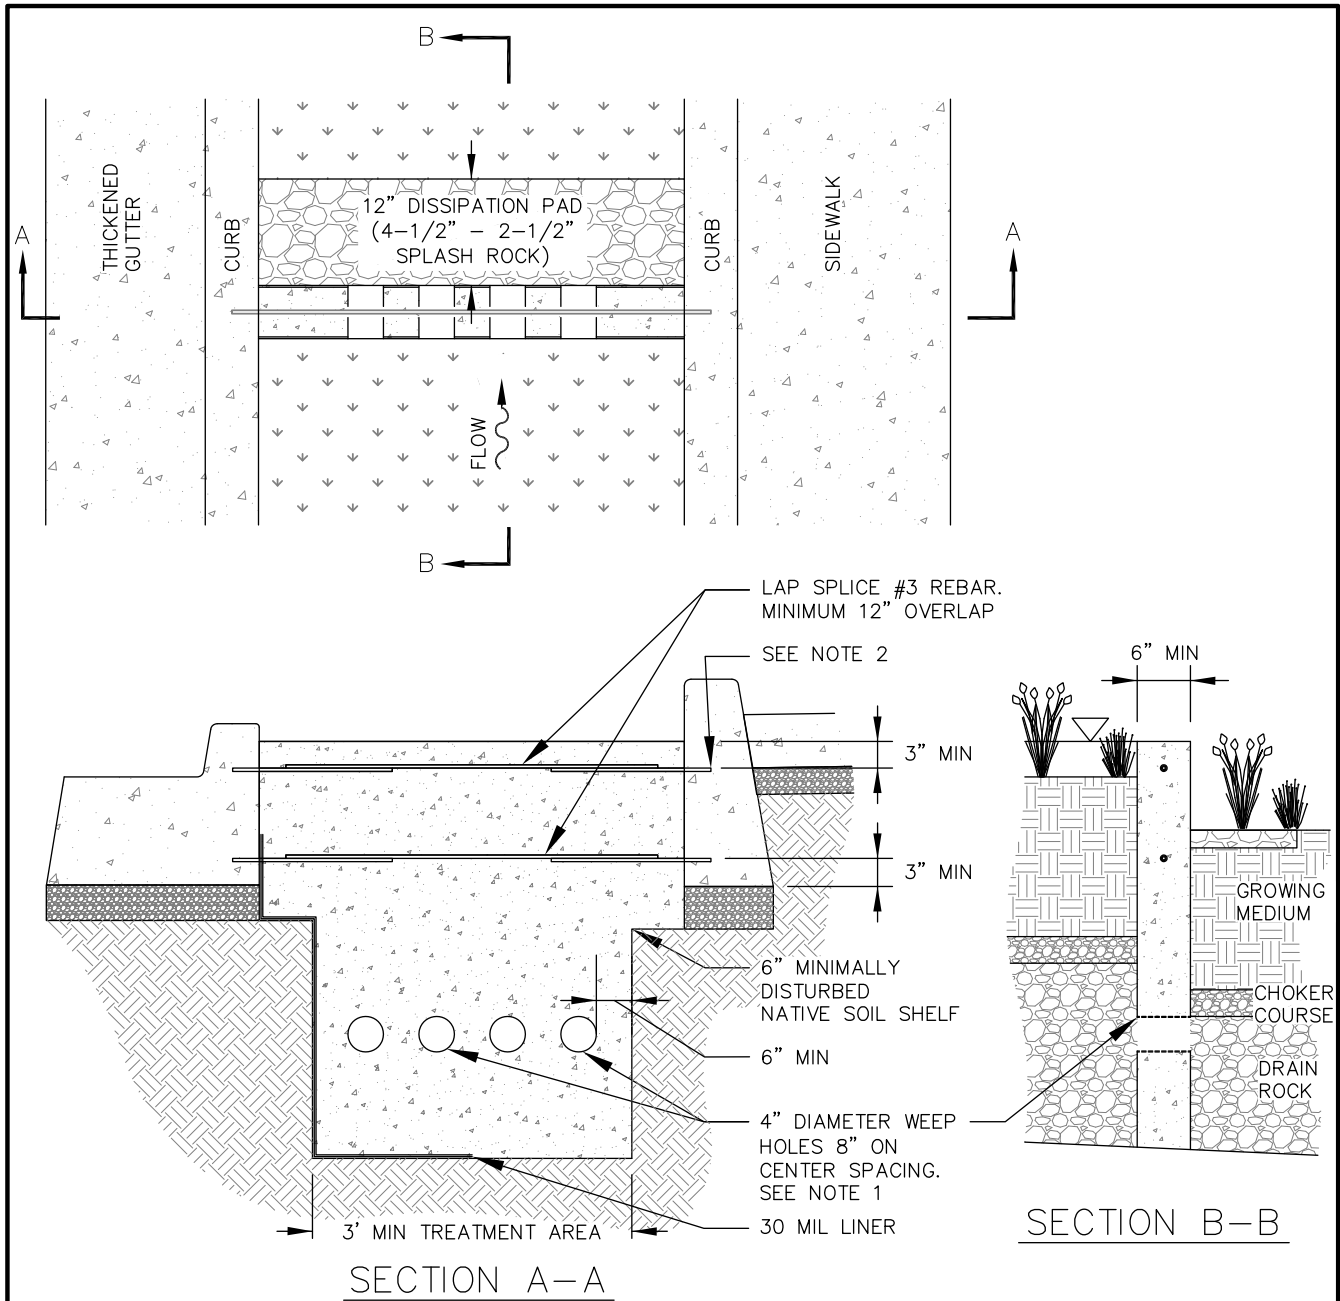 B
THICKENED
GUTTER
CURB
12” DISSIPATION PAD
(4-1/2” - 2-1/2”
SPLASH ROCK)
CURB
SIDEWALK
A
A
FLOW
B
LAP SPLICE #3 REBAR.
MINIMUM 12” OVERLAP
SEE NOTE 2
6” MIN
3” MIN
3” MIN
GROWING
MEDIUM
6” MINIMALLY
DISTURBED
NATIVE SOIL SHELF
CHOKER
COURSE
6” MIN
DRAIN
ROCK
4” DIAMETER WEEP
HOLES 8” ON
CENTER SPACING.
SEE NOTE 1
30 MIL LINER
3’ MIN TREATMENT AREA
SECTION B-B
SECTION A-A